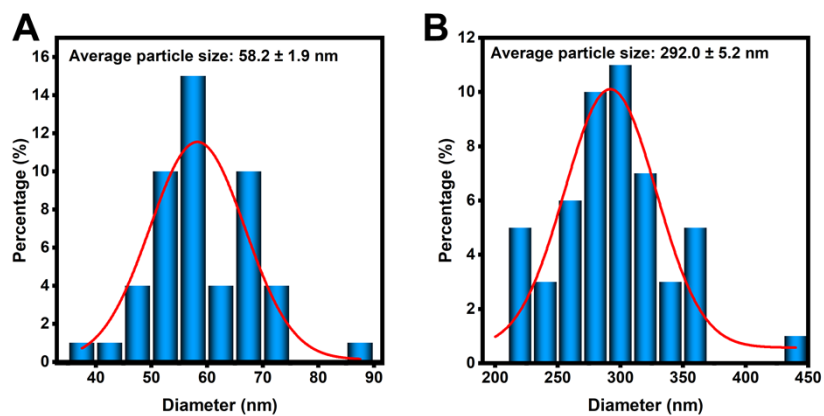 A
Average particle size: 58.2 ± 1.9 nm
Percentage (%)
16
14
12
10
8
6
4
2
0
40 50 60 70 80 90
Diameter (nm)
B
Average particle size: 292.0 ± 5.2 nm
Percentage (%)
12
10
8
6
4
2
0
200 250 300 350 400 450
Diameter (nm)